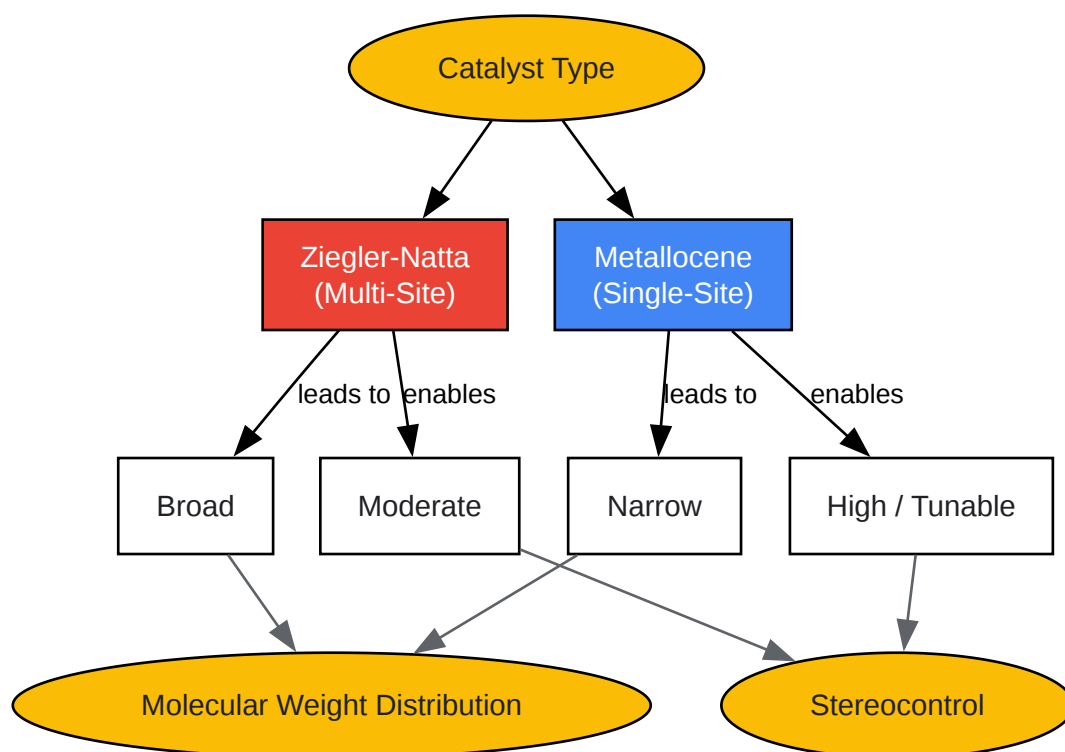 Catalyst Type
Ziegler-Natta
(Multi-Site)
Metallocene
(Single-Site)
leads to
enables
leads to
enables
Broad
Moderate
Narrow
High / Tunable
Molecular Weight Distribution
Stereocontrol